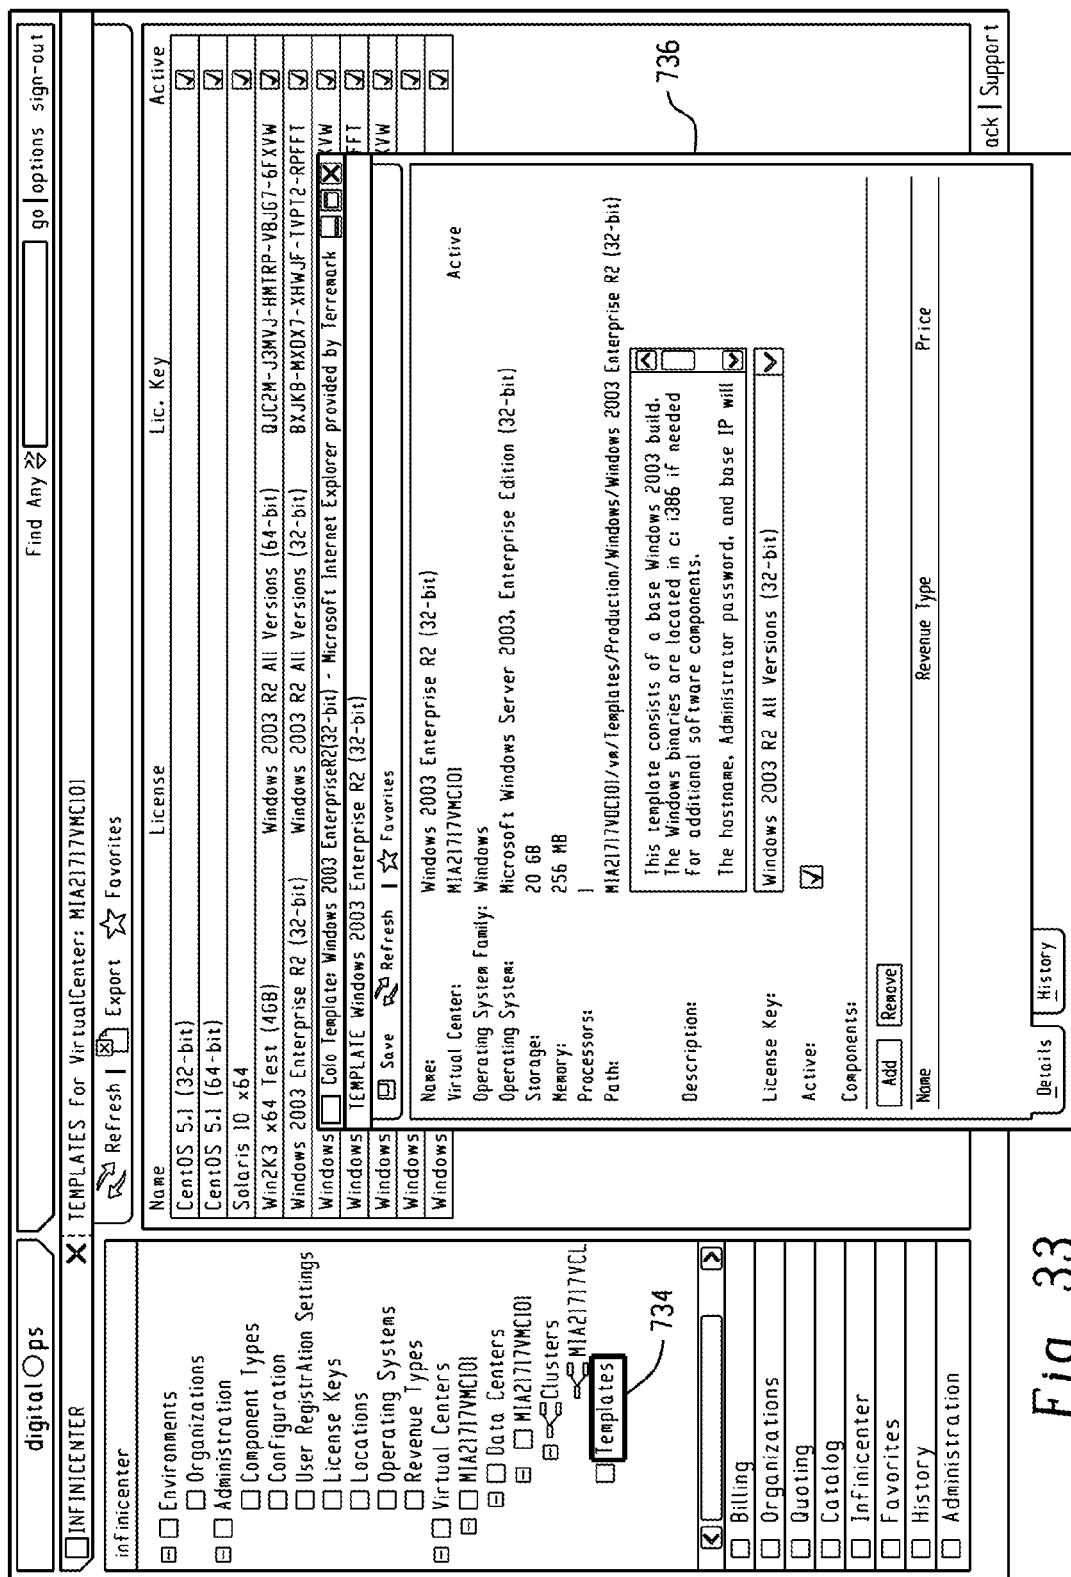 digitalOps
Find Any
go | options sign-out
INFINICENTER
X TEMPLATES For VirtualCenter: MIA21717VMC101
Refresh | Export Favorites
infinicenter
Environments
Organizations
Administration
Component Types
Configuration
User RegistrAtion Settings
License Keys
Locations
Operating Systems
Revenue Types
Virtual Centers
MIA21717VMC101
Data Centers
MIA21717VMC101
Clusters
MIA21717VCL
Templates
734
Billing
Organizations
Quoting
Catalog
Infinicenter
Favorites
History
Administration
Name License Lic. Key Active
CentOS 5.1 (32-bit)
CentOS 5.1 (64-bit)
Solaris 10 x64
Win2K3 x64 Test (4GB) Windows 2003 R2 All Versions (64-bit) QJC2M-J3MVJ-HMTRP-VBJG7-6FXVW
Windows 2003 Enterprise R2 (32-bit) Windows 2003 R2 All Versions (32-bit) BXJKB-MXDX7-XHWJF-TVPT2-RPFFT
Windows XVW
Windows FFT
Windows XVW
Windows
Windows
Colo Template: Windows 2003 EnterpriseR2(32-bit) - Microsoft Internet Explorer provided by Terremark
TEMPLATE Windows 2003 Enterprise R2 (32-bit)
Save Refresh | Favorites
Name: Windows 2003 Enterprise R2 (32-bit)
Virtual Center: MIA21717VMC101 Active
Operating System Family: Windows
Operating System: Microsoft Windows Server 2003, Enterprise Edition (32-bit)
Storage: 20 GB
Memory: 256 MB
Processors: 1
Path: MIA21717VDC101/vm/Templates/Production/Windows/Windows 2003 Enterprise R2 (32-bit)
Description: This template consists of a base Windows 2003 build.
The Windows binaries are located in c: i386 if needed
for additional software components.
The hostname, Administrator password, and base IP will
License Key: Windows 2003 R2 All Versions (32-bit)
Active:
Components:
Add Remove
Name Revenue Type Price
Details History
736
ack | Support
Fig 33